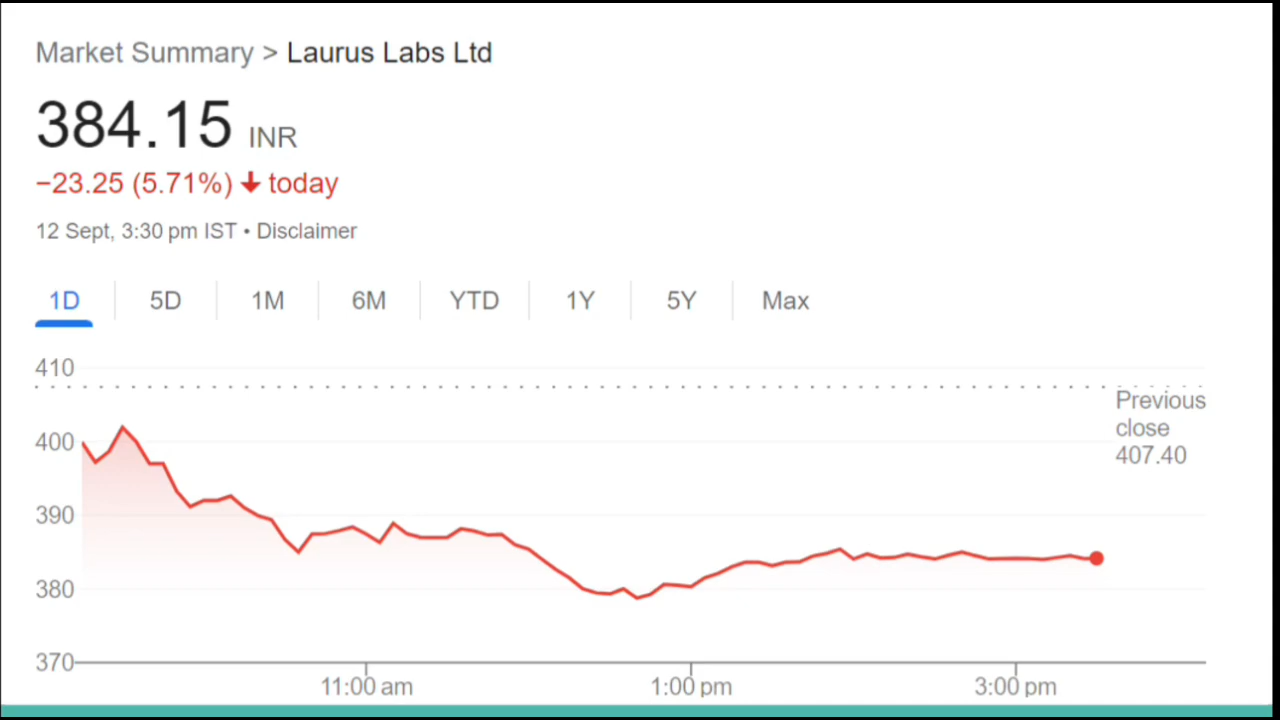 Market Summary > Laurus Labs Ltd
384.15 INR
−23.25 (5.71%) ↓ today
12 Sept, 3:30 pm IST • Disclaimer
1D 5D 1M 6M YTD 1Y 5Y Max
410
Previous
close
407.40
400
390
380
370
11:00 am 1:00 pm 3:00 pm